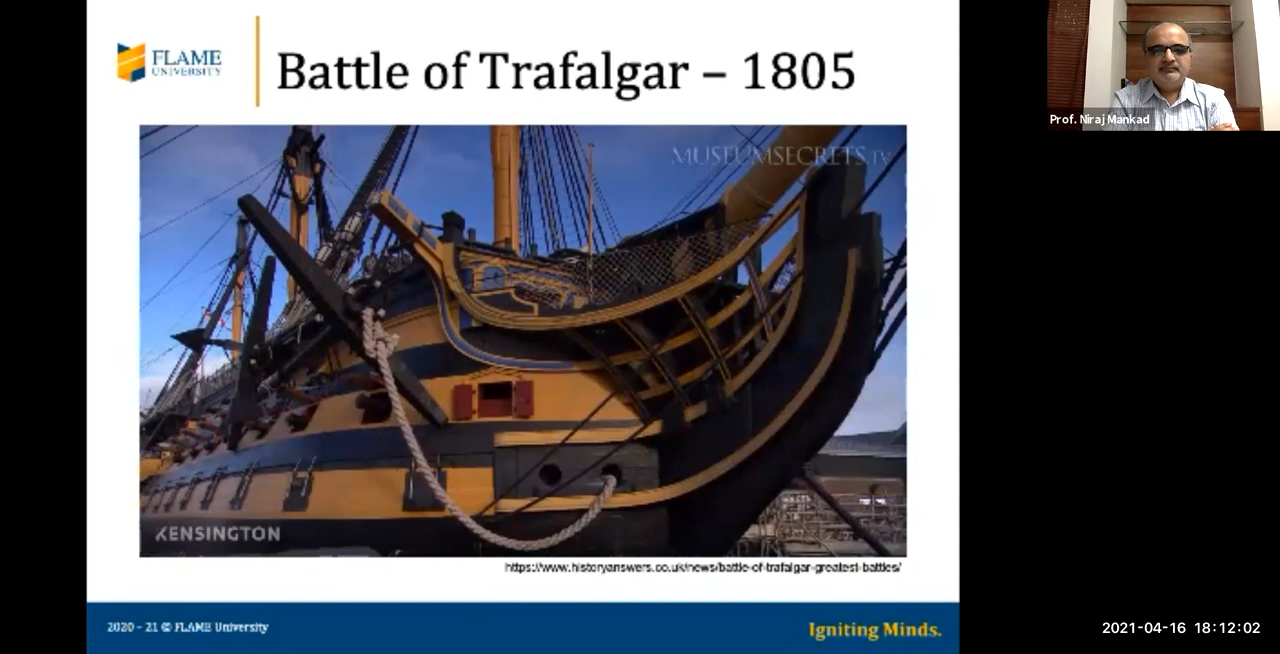 FLAME
UNIVERSITY
Battle of Trafalgar – 1805
MUSEUMSECRETS.TV
KENSINGTON
https://www.historyanswers.co.uk/news/battle-of-trafalgar-greatest-battles/
2020 – 21 © FLAME University
Igniting Minds.
Prof. Niraj Mankad
2021-04-16 18:12:02